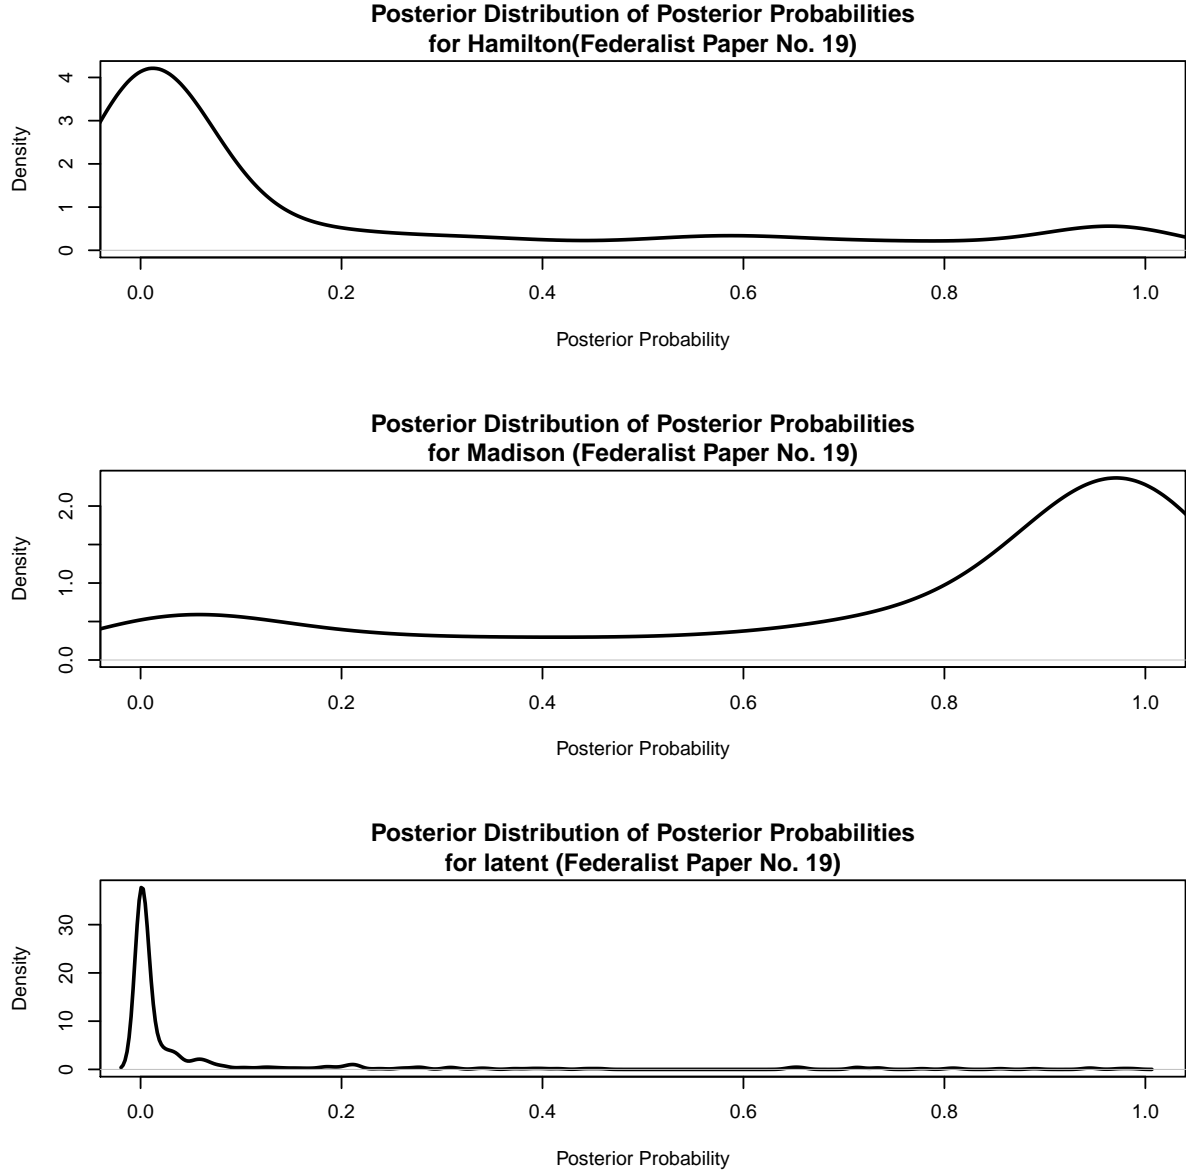 Posterior Distribution of Posterior Probabilities
for Hamilton(Federalist Paper No. 19)
Density
4
3
2
1
0
0.0 0.2 0.4 0.6 0.8 1.0
Posterior Probability
Posterior Distribution of Posterior Probabilities
for Madison (Federalist Paper No. 19)
Density
2.0
1.0
0.0
0.0 0.2 0.4 0.6 0.8 1.0
Posterior Probability
Posterior Distribution of Posterior Probabilities
for latent (Federalist Paper No. 19)
Density
30
20
10
0
0.0 0.2 0.4 0.6 0.8 1.0
Posterior Probability